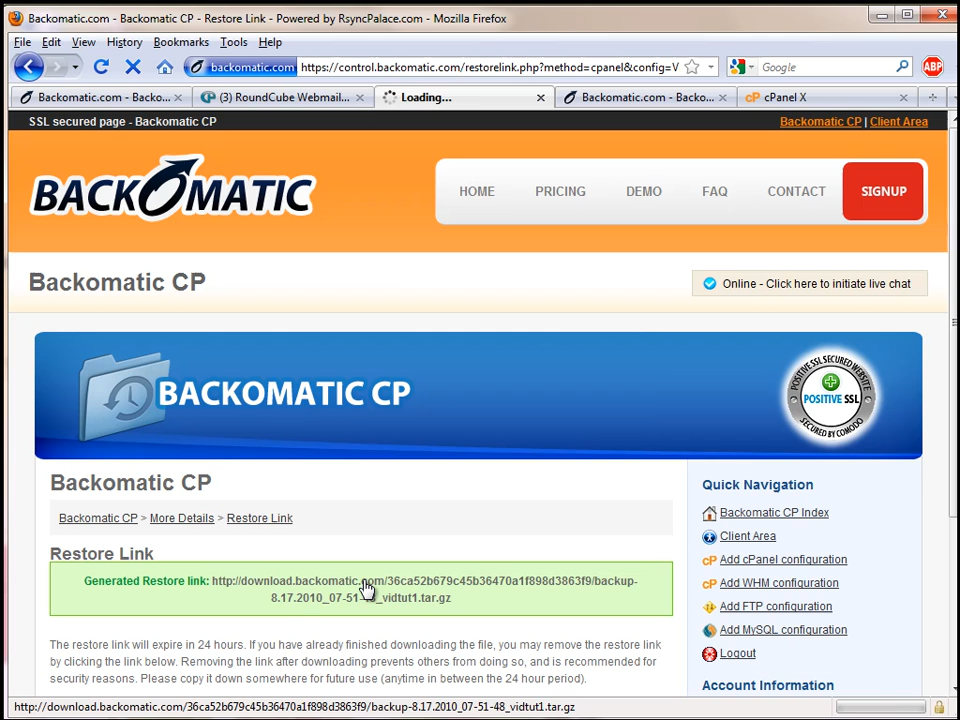 Backomatic.com - Backomatic CP - Restore Link - Powered by RsyncPalace.com - Mozilla Firefox
File Edit View History Bookmarks Tools Help
backomatic.com https://control.backomatic.com/restorelink.php?method=cpanel&config=V Google ABP
Backomatic.com - Backo... (3) RoundCube Webmail... Loading... Backomatic.com - Backo... cPanel X
SSL secured page - Backomatic CP Backomatic CP | Client Area
BACKOMATIC
HOME PRICING DEMO FAQ CONTACT SIGNUP
Backomatic CP
Online - Click here to initiate live chat
BACKOMATIC CP
POSITIVE SSL SECURED WEBSITE
POSITIVE SSL
SECURED BY COMODO
Backomatic CP
Backomatic CP > More Details > Restore Link
Restore Link
Generated Restore link: http://download.backomatic.com/36ca52b679c45b36470a1f898d3863f9/backup-
8.17.2010_07-51-48_vidtut1.tar.gz
The restore link will expire in 24 hours. If you have already finished downloading the file, you may remove the restore link
by clicking the link below. Removing the link after downloading prevents others from doing so, and is recommended for
security reasons. Please copy it down somewhere for future use (anytime in between the 24 hour period).
Quick Navigation
Backomatic CP Index
Client Area
cP Add cPanel configuration
cP Add WHM configuration
Add FTP configuration
Add MySQL configuration
Logout
Account Information
http://download.backomatic.com/36ca52b679c45b36470a1f898d3863f9/backup-8.17.2010_07-51-48_vidtut1.tar.gz